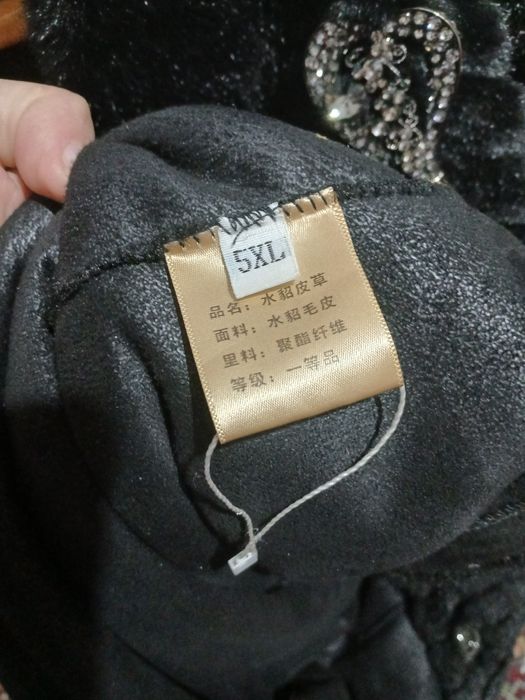 5XL
品名：水貂皮草
面料：水貂毛皮
里料：聚酯纤维
等级：一等品